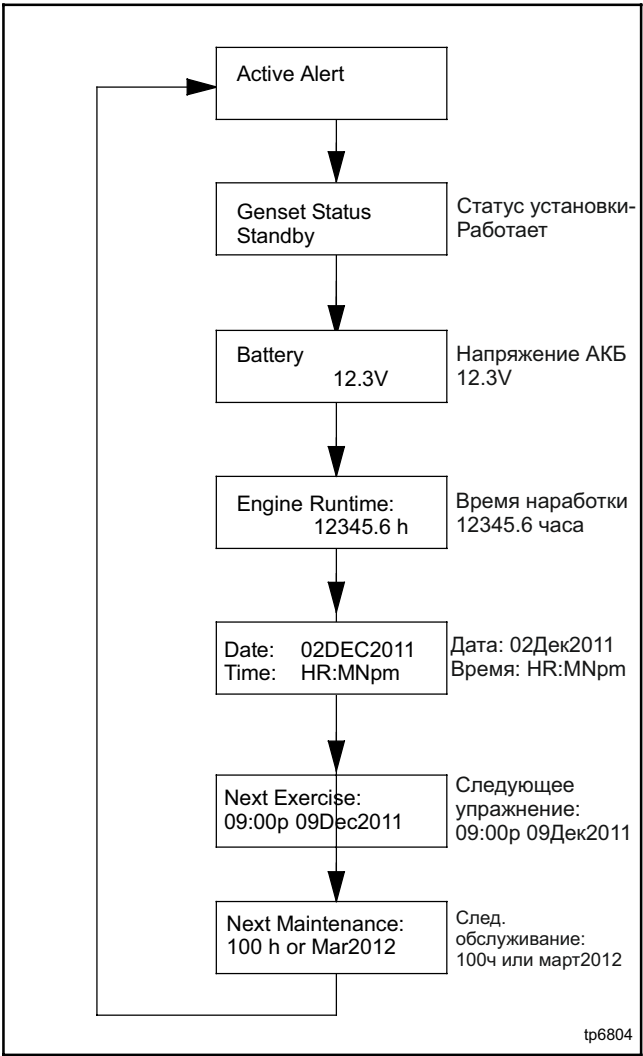 Active Alert
Genset Status
Standby
Статус установки-
Работает
Battery
12.3V
Напряжение АКБ
12.3V
Engine Runtime:
12345.6 h
Время наработки
12345.6 часа
Date: 02DEC2011
Time: HR:MNpm
Дата: 02Дек2011
Время: HR:MNpm
Next Exercise:
09:00p 09Dec2011
Следующее
упражнение:
09:00p 09Дек2011
Next Maintenance:
100 h or Mar2012
След.
обслуживание:
100ч или март2012
tp6804